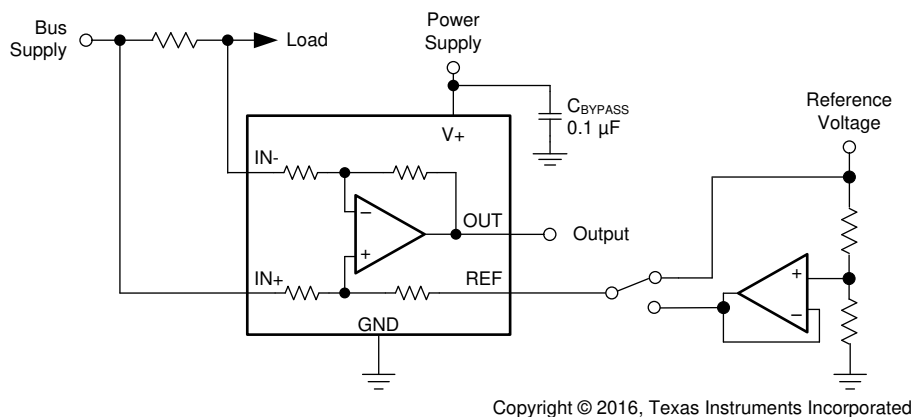 Bus
Supply
Load
Power
Supply
C_BYPASS
0.1 µF
Reference
Voltage
V+
IN-
−
OUT
Output
+
IN+
REF
GND
+
−
Copyright © 2016, Texas Instruments Incorporated